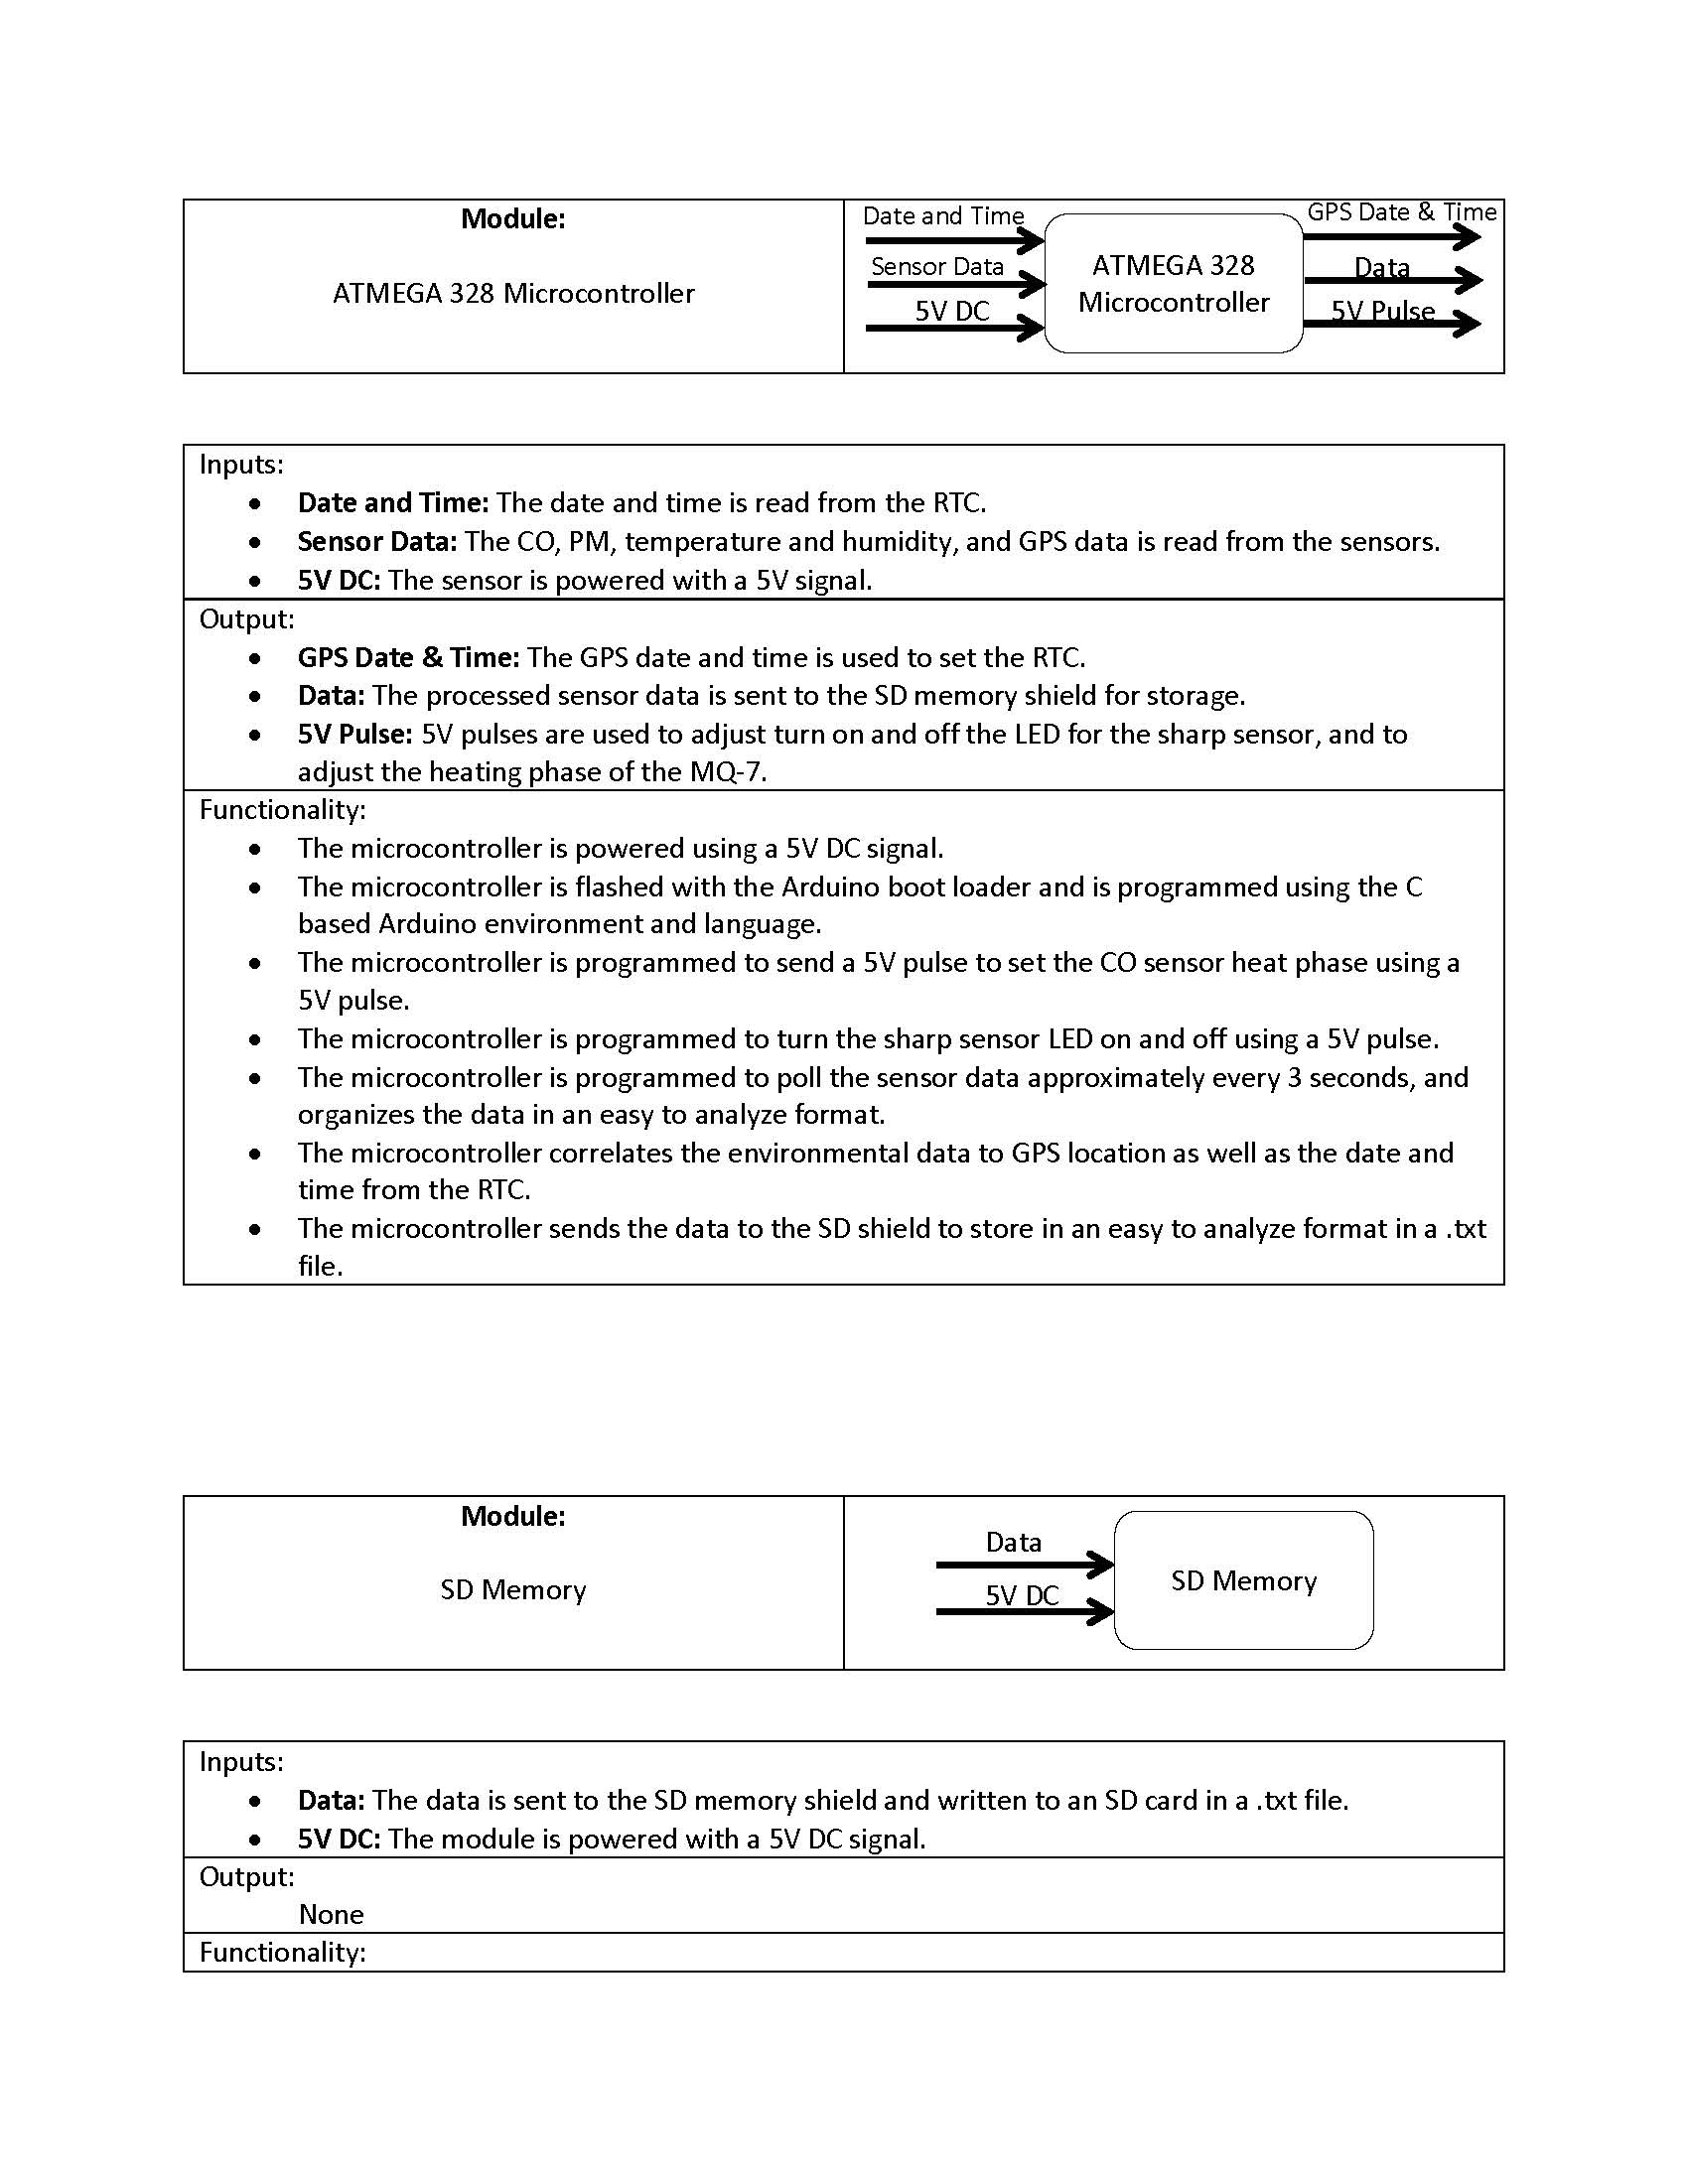 Module:
ATMEGA 328 Microcontroller
Date and Time
Sensor Data
5V DC
ATMEGA 328
Microcontroller
GPS Date & Time
Data
5V Pulse
Inputs:
• Date and Time: The date and time is read from the RTC.
• Sensor Data: The CO, PM, temperature and humidity, and GPS data is read from the sensors.
• 5V DC: The sensor is powered with a 5V signal.
Output:
• GPS Date & Time: The GPS date and time is used to set the RTC.
• Data: The processed sensor data is sent to the SD memory shield for storage.
• 5V Pulse: 5V pulses are used to adjust turn on and off the LED for the sharp sensor, and to
adjust the heating phase of the MQ-7.
Functionality:
• The microcontroller is powered using a 5V DC signal.
• The microcontroller is flashed with the Arduino boot loader and is programmed using the C
based Arduino environment and language.
• The microcontroller is programmed to send a 5V pulse to set the CO sensor heat phase using a
5V pulse.
• The microcontroller is programmed to turn the sharp sensor LED on and off using a 5V pulse.
• The microcontroller is programmed to poll the sensor data approximately every 3 seconds, and
organizes the data in an easy to analyze format.
• The microcontroller correlates the environmental data to GPS location as well as the date and
time from the RTC.
• The microcontroller sends the data to the SD shield to store in an easy to analyze format in a .txt
file.
Module:
SD Memory
Data
5V DC
SD Memory
Inputs:
• Data: The data is sent to the SD memory shield and written to an SD card in a .txt file.
• 5V DC: The module is powered with a 5V DC signal.
Output:
None
Functionality: